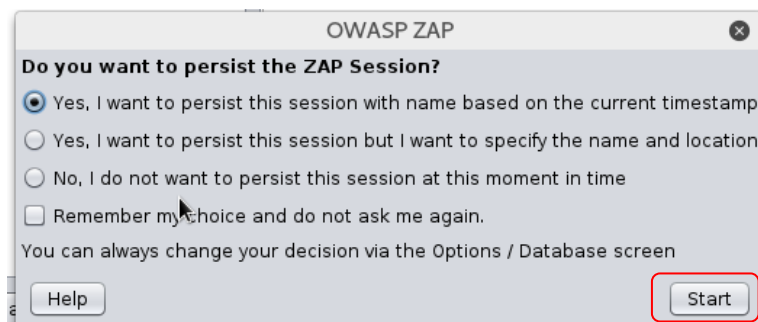 OWASP ZAP
Do you want to persist the ZAP Session?
Yes, I want to persist this session with name based on the current timestamp
Yes, I want to persist this session but I want to specify the name and location
No, I do not want to persist this session at this moment in time
Remember my choice and do not ask me again.
You can always change your decision via the Options / Database screen
Help Start